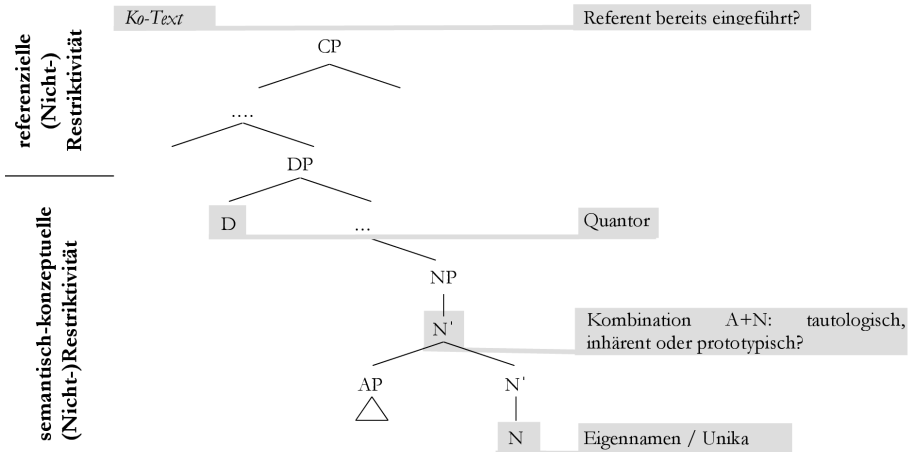 Ko-Text
Referent bereits eingeführt?
referenzielle
(Nicht-)
Restriktivität
CP
....
DP
semantisch-konzeptuelle
(Nicht-)Restriktivität
D
...
Quantor
NP
N'
Kombination A+N: tautologisch,
inhärent oder prototypisch?
AP
N'
N
Eigennamen / Unika